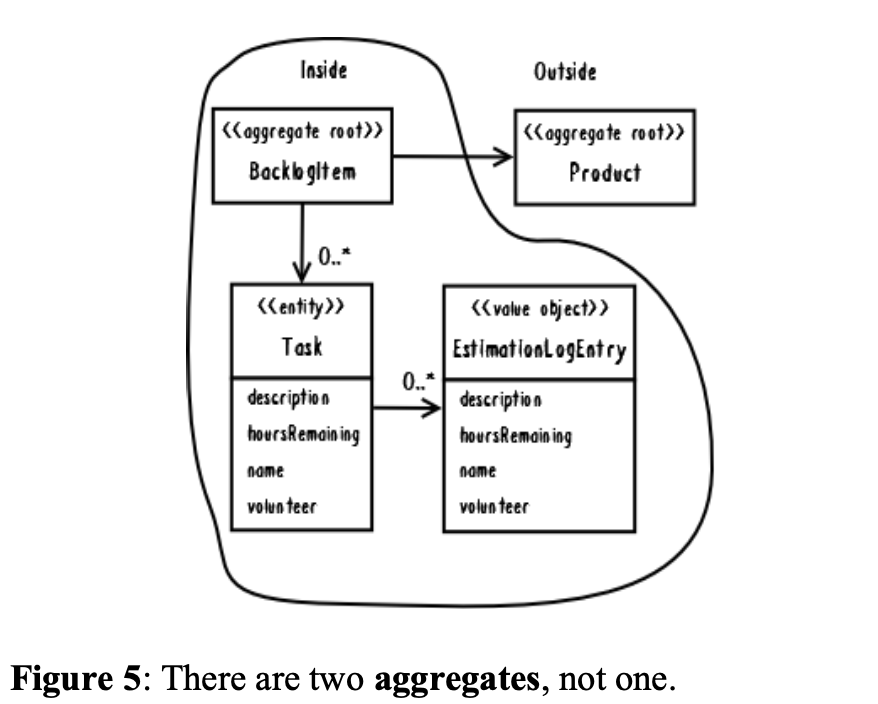 Inside
Outside
<<aggregate root>>
BacklogItem
<<aggregate root>>
Product
0..*
<<entity>>
Task
description
hoursRemaining
name
volunteer
0..*
<<value object>>
EstimationLogEntry
description
hoursRemaining
name
volunteer
Figure 5: There are two aggregates, not one.